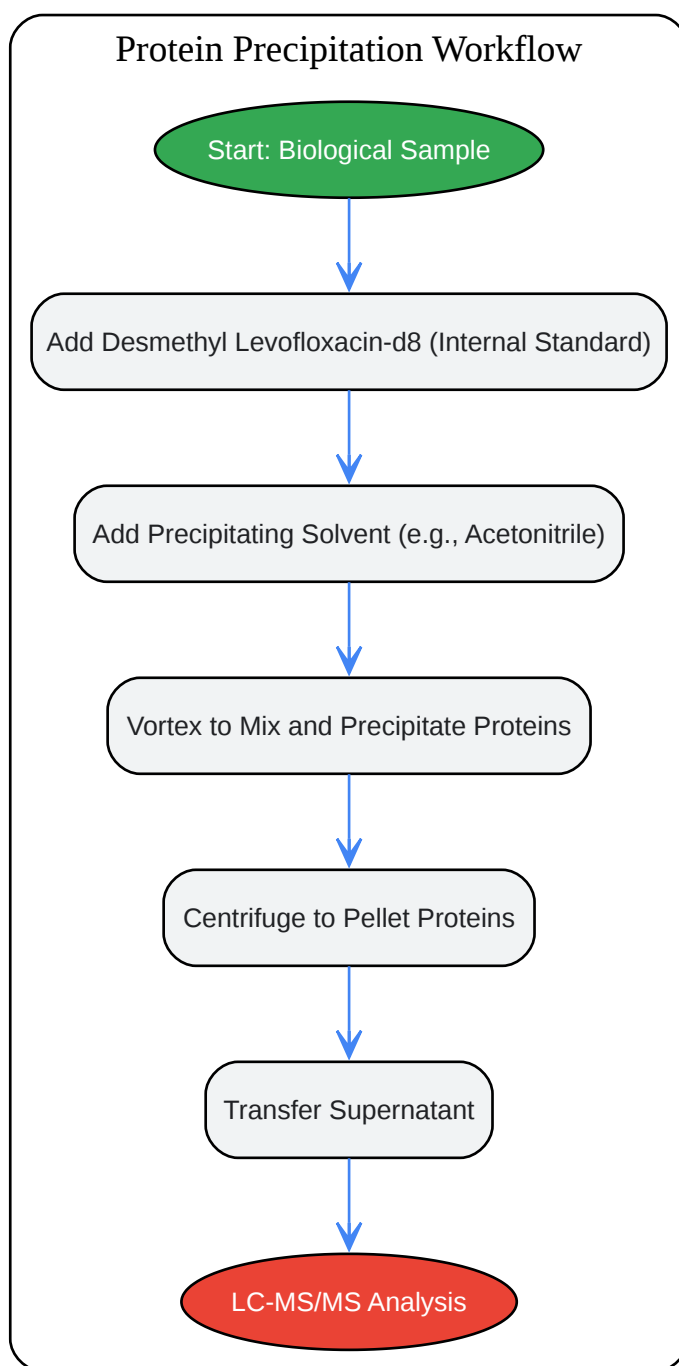 Protein Precipitation Workflow
Start: Biological Sample
Add Desmethyl Levofloxacin-d8 (Internal Standard)
Add Precipitating Solvent (e.g., Acetonitrile)
Vortex to Mix and Precipitate Proteins
Centrifuge to Pellet Proteins
Transfer Supernatant
LC-MS/MS Analysis